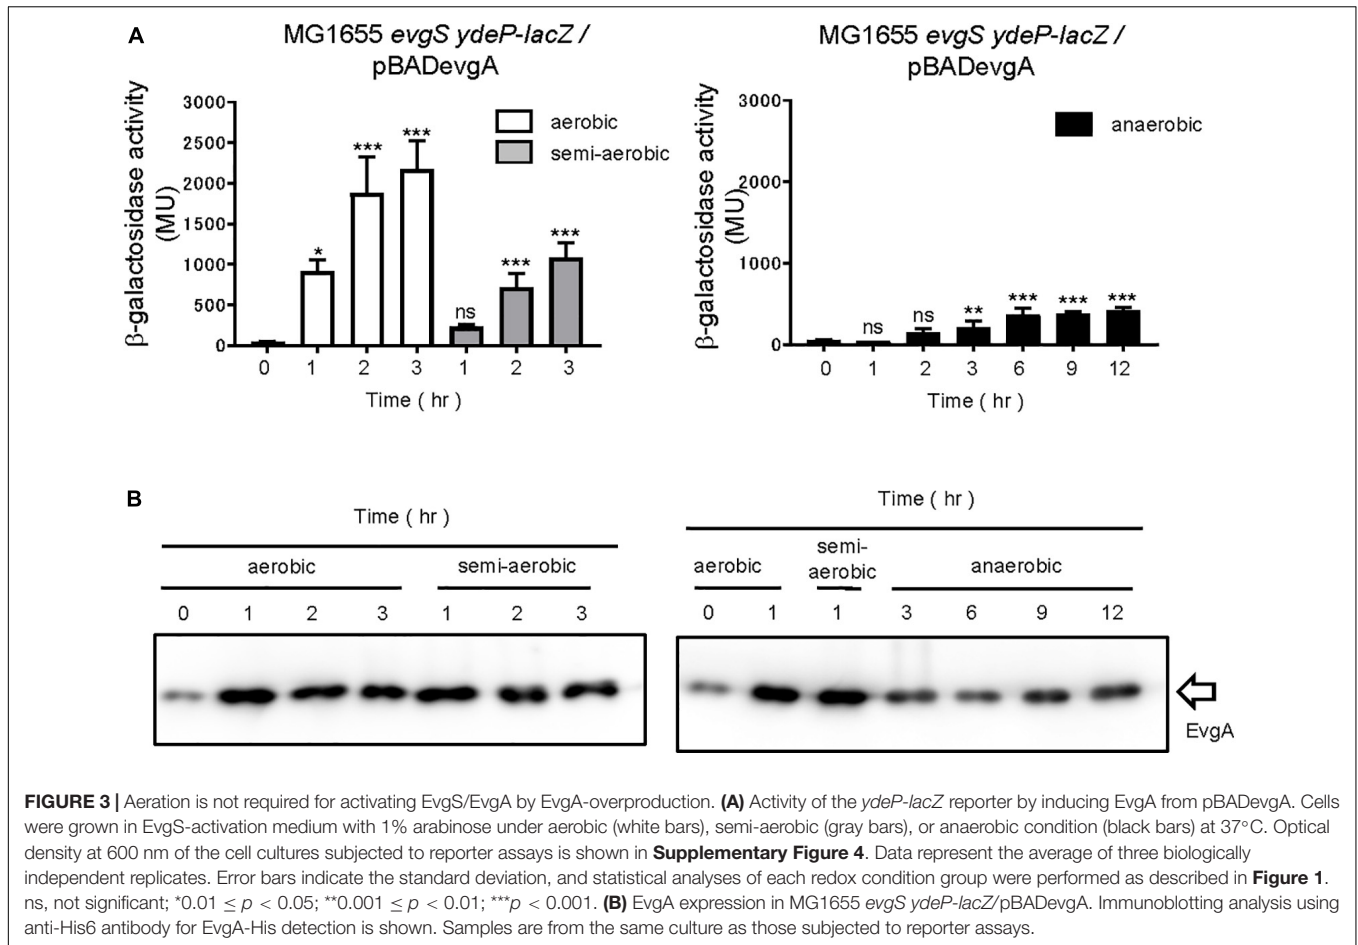 A
MG1655 evgS ydeP-lacZ /
pBADevgA
β-galactosidase activity
(MU)
3000
2500
2000
1500
1000
500
0
aerobic
semi-aerobic
* *** *** ns *** ***
0 1 2 3 1 2 3
Time ( hr )
MG1655 evgS ydeP-lacZ /
pBADevgA
β-galactosidase activity
(MU)
3000
2000
1000
0
anaerobic
ns ns ** *** *** ***
0 1 2 3 6 9 12
Time ( hr )
B
Time ( hr )
aerobic semi-aerobic
0 1 2 3 1 2 3
Time ( hr )
aerobic semi-
aerobic anaerobic
0 1 1 3 6 9 12
EvgA
FIGURE 3 | Aeration is not required for activating EvgS/EvgA by EvgA-overproduction. (A) Activity of the ydeP-lacZ reporter by inducing EvgA from pBADevgA. Cells
were grown in EvgS-activation medium with 1% arabinose under aerobic (white bars), semi-aerobic (gray bars), or anaerobic condition (black bars) at 37°C. Optical
density at 600 nm of the cell cultures subjected to reporter assays is shown in Supplementary Figure 4. Data represent the average of three biologically
independent replicates. Error bars indicate the standard deviation, and statistical analyses of each redox condition group were performed as described in Figure 1.
ns, not significant; *0.01 ≤ p < 0.05; **0.001 ≤ p < 0.01; ***p < 0.001. (B) EvgA expression in MG1655 evgS ydeP-lacZ/pBADevgA. Immunoblotting analysis using
anti-His6 antibody for EvgA-His detection is shown. Samples are from the same culture as those subjected to reporter assays.